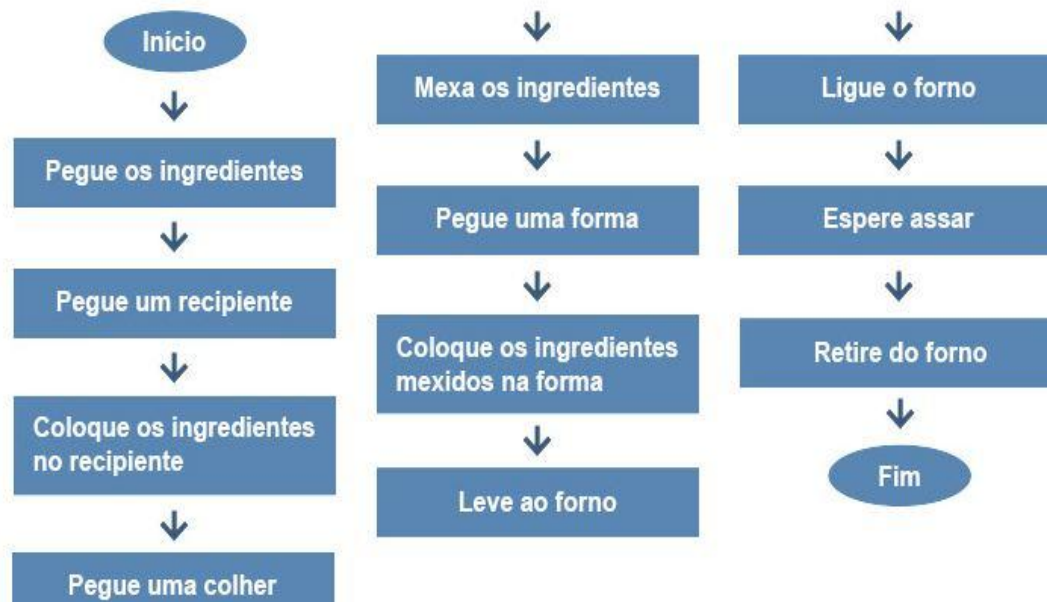 Início
Pegue os ingredientes
Pegue um recipiente
Coloque os ingredientes
no recipiente
Pegue uma colher
Mexa os ingredientes
Pegue uma forma
Coloque os ingredientes
mexidos na forma
Leve ao forno
Ligue o forno
Espere assar
Retire do forno
Fim